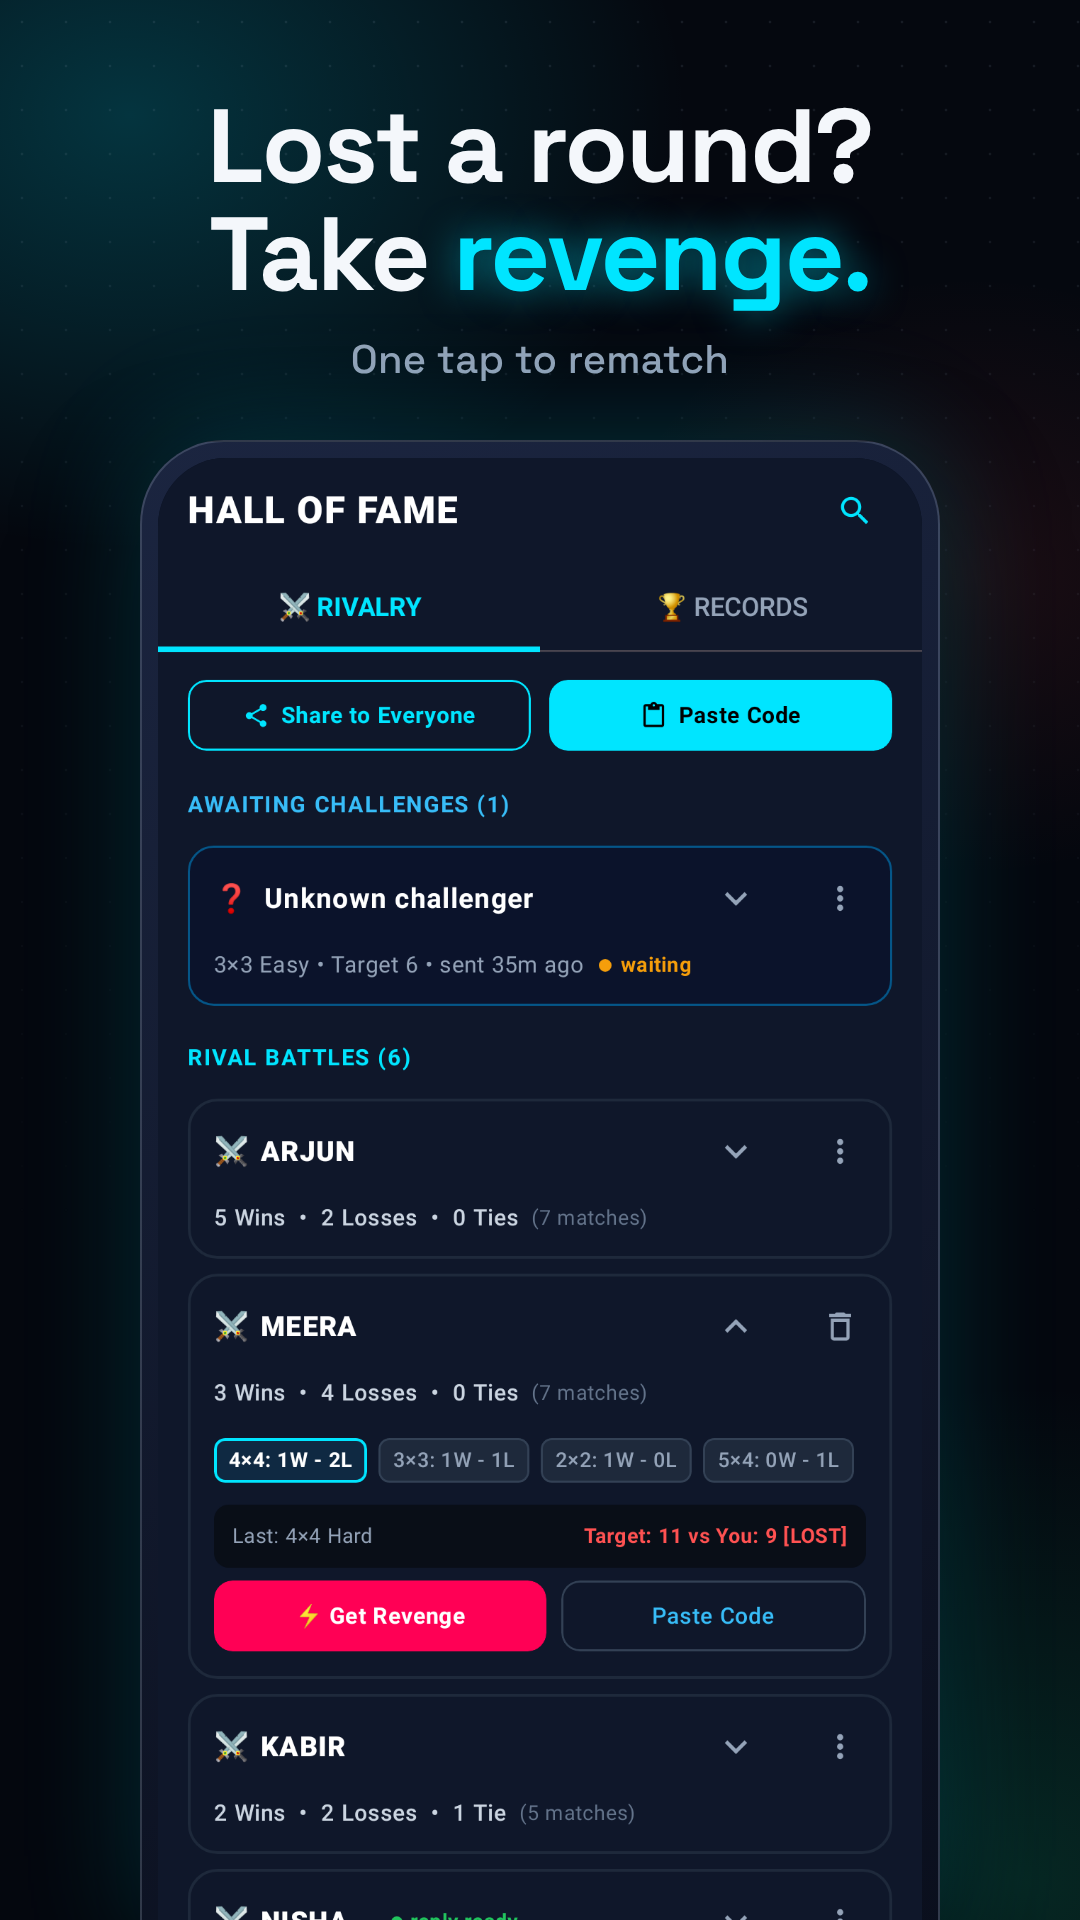 Lost a round?
Take revenge.
One tap to rematch
HALL OF FAME
RIVALRY
RECORDS
Share to Everyone
Paste Code
AWAITING CHALLENGES (1)
Unknown challenger
3×3 Easy • Target 6 • sent 35m ago ● waiting
RIVAL BATTLES (6)
ARJUN
5 Wins • 2 Losses • 0 Ties (7 matches)
MEERA
3 Wins • 4 Losses • 0 Ties (7 matches)
4×4: 1W - 2L
3×3: 1W - 1L
2×2: 1W - 0L
5×4: 0W - 1L
Last: 4×4 Hard
Target: 11 vs You: 9 [LOST]
Get Revenge
Paste Code
KABIR
2 Wins • 2 Losses • 1 Tie (5 matches)
NISHA ● reply ready